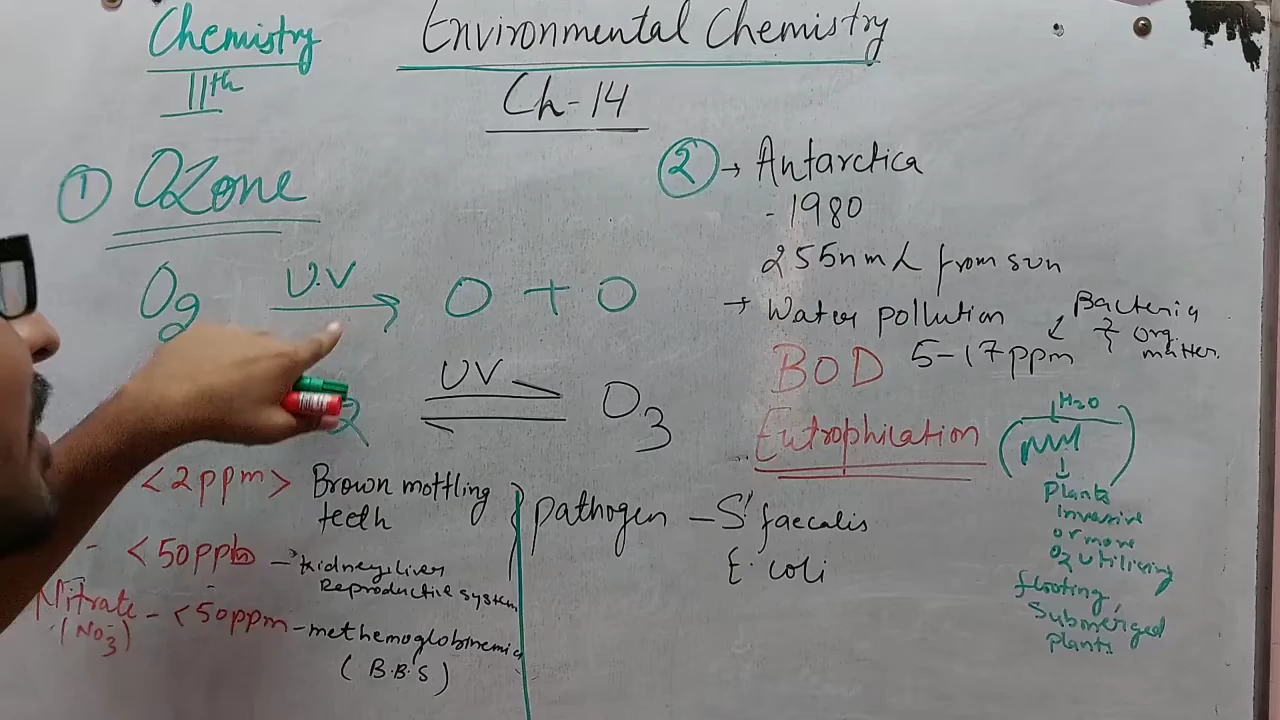 Chemistry
11th
Environmental Chemistry
Ch-14
① Ozone
O2 U.V O + O
2 UV O3
<2ppm> Brown mottling
teeth
- <50ppb - kidney, liver
Reproductive system
Nitrate - <50ppm - methemoglobinemia
(NO3-)
(B.B'S)
② → Antarctica
- 1980
255nm λ from sun
→ Water pollution
BOD 5-17ppm
Bacteria
org.
matter.
Eutrophication
H2O
Plants
Invasive
or more
O2 utilising
floating,
Submerged
plants
pathogen - S' faecalis
E. coli